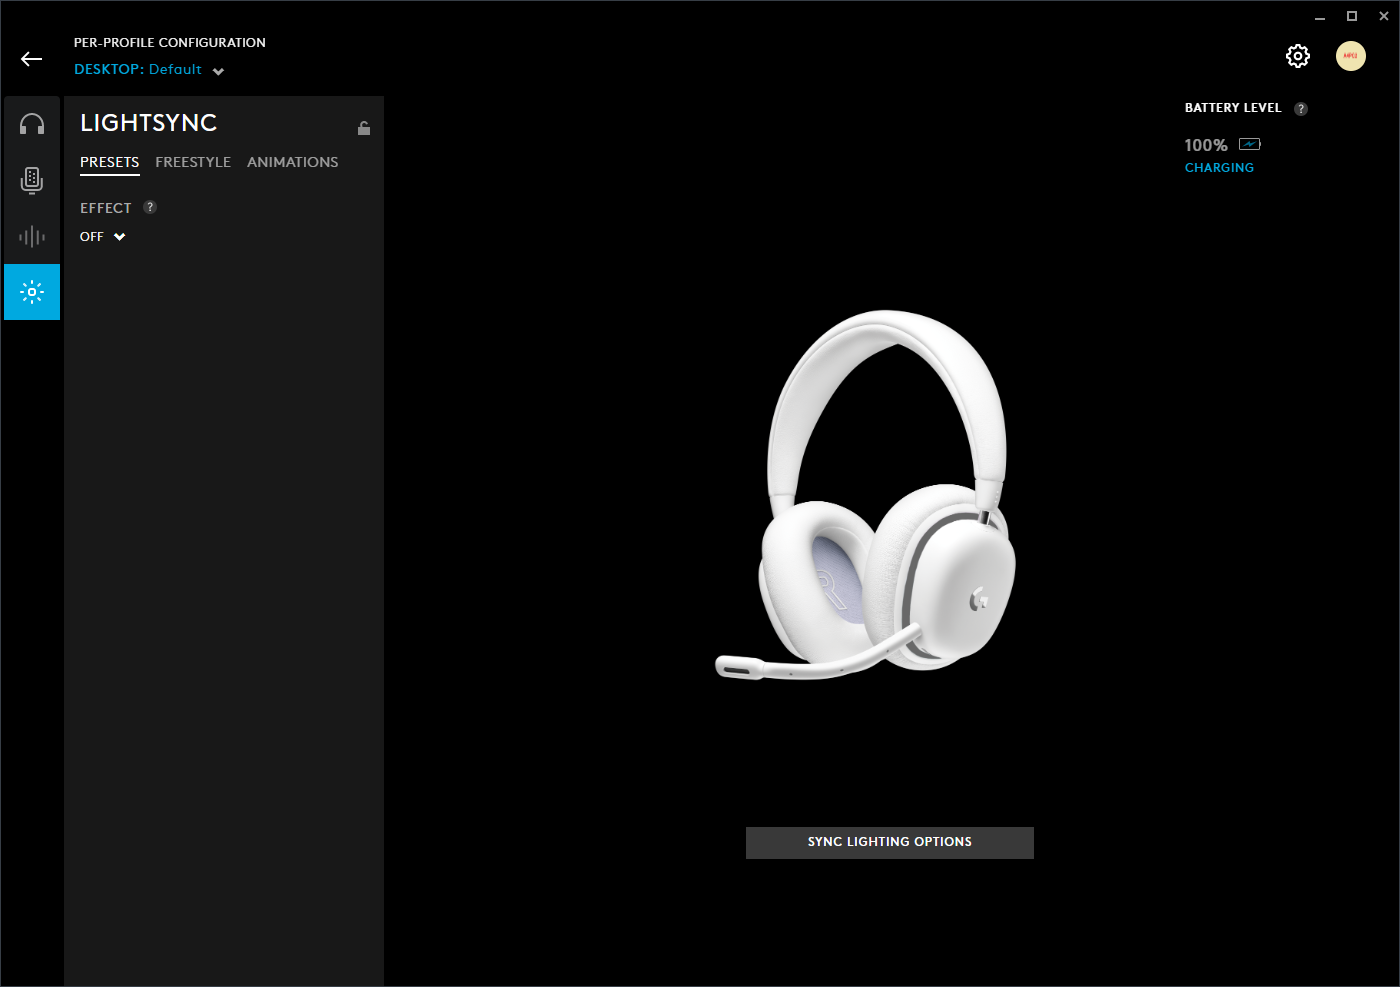 PER-PROFILE CONFIGURATION
DESKTOP: Default
LIGHTSYNC
PRESETS FREESTYLE ANIMATIONS
EFFECT ?
OFF
BATTERY LEVEL ?
100%
CHARGING
SYNC LIGHTING OPTIONS